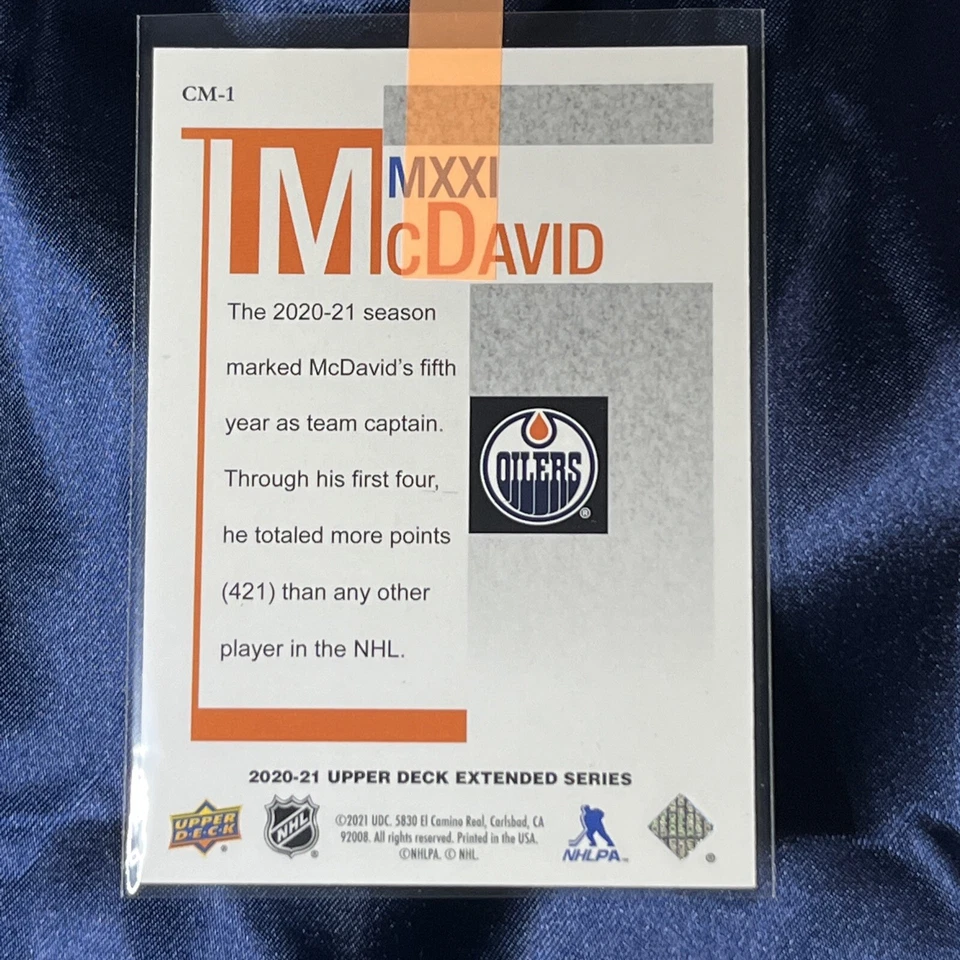 CM-1
MXXI
McDAVID
The 2020-21 season
marked McDavid's fifth
year as team captain.
Through his first four,
he totaled more points
(421) than any other
player in the NHL.
OILERS
®
2020-21 UPPER DECK EXTENDED SERIES
UPPER
D·E·C·K
®
NHL
®
©2021 UDC. 5830 El Camino Real, Carlsbad, CA
92008. All rights reserved. Printed in the USA.
©NHLPA. © NHL.
NHLPA™
®